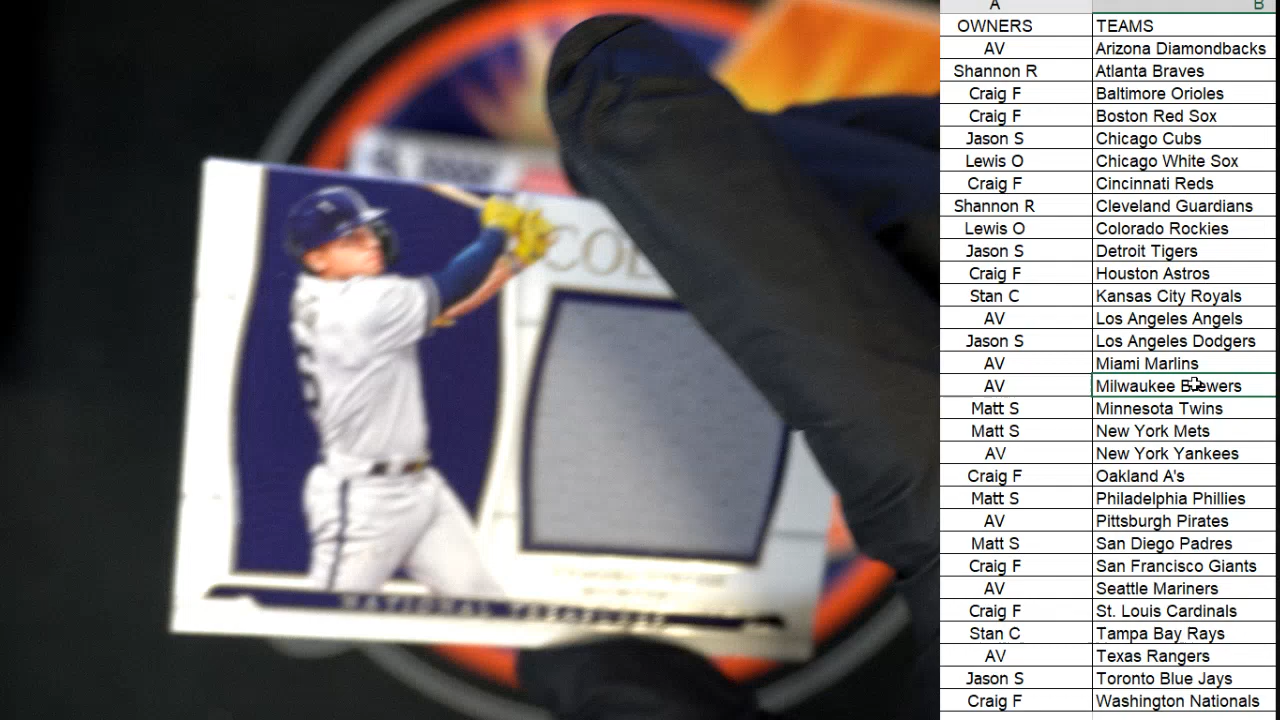 A B
OWNERS TEAMS
AV Arizona Diamondbacks
Shannon R Atlanta Braves
Craig F Baltimore Orioles
Craig F Boston Red Sox
Jason S Chicago Cubs
Lewis O Chicago White Sox
Craig F Cincinnati Reds
Shannon R Cleveland Guardians
Lewis O Colorado Rockies
Jason S Detroit Tigers
Craig F Houston Astros
Stan C Kansas City Royals
AV Los Angeles Angels
Jason S Los Angeles Dodgers
AV Miami Marlins
AV Milwaukee Brewers
Matt S Minnesota Twins
Matt S New York Mets
AV New York Yankees
Craig F Oakland A's
Matt S Philadelphia Phillies
AV Pittsburgh Pirates
Matt S San Diego Padres
Craig F San Francisco Giants
AV Seattle Mariners
Craig F St. Louis Cardinals
Stan C Tampa Bay Rays
AV Texas Rangers
Jason S Toronto Blue Jays
Craig F Washington Nationals
NATIONAL